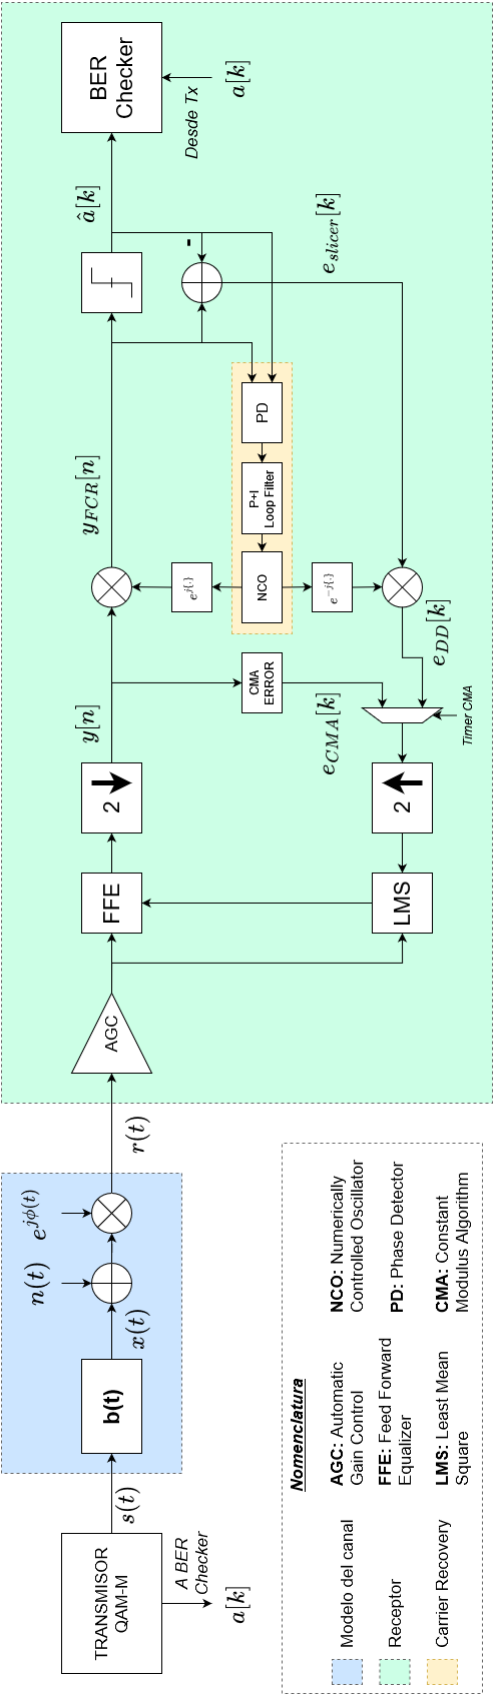 TRANSMISOR
QAM-M
A BER
Checker
a[k]
s(t)
b(t)
x(t)
n(t)
e^{jϕ(t)}
r(t)
AGC
FFE
2
y[n]
CMA
ERROR
e_{CMA}[k]
LMS
2
Timer CMA
e_{DD}[k]
e^{j{.}}
NCO
e^{-j{.}}
P+I
Loop Filter
PD
y_{FCR}[n]
-
e_{slicer}[k]
â[k]
BER
Checker
Desde Tx
a[k]
Nomenclatura
Modelo del canal
Receptor
Carrier Recovery
AGC: Automatic
Gain Control
FFE: Feed Forward
Equalizer
LMS: Least Mean
Square
NCO: Numerically
Controlled Oscillator
PD: Phase Detector
CMA: Constant
Modulus Algorithm